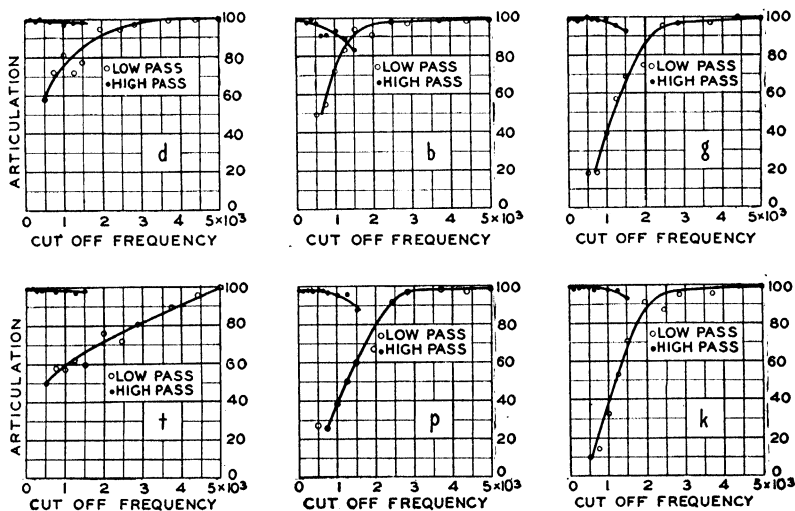 ARTICULATION
100
80
60
40
20
0
○ LOW PASS
● HIGH PASS
d
0 1 2 3 4 5×10³
CUT OFF FREQUENCY
100
80
60
40
20
0
○ LOW PASS
● HIGH PASS
b
0 1 2 3 4 5×10³
CUT OFF FREQUENCY
100
80
60
40
20
0
○ LOW PASS
● HIGH PASS
g
0 1 2 3 4 5×10³
CUT OFF FREQUENCY
ARTICULATION
100
80
60
40
20
0
○ LOW PASS
● HIGH PASS
t
0 1 2 3 4 5×10³
CUT OFF FREQUENCY
100
80
60
40
20
0
○ LOW PASS
● HIGH PASS
p
0 1 2 3 4 5×10³
CUT OFF FREQUENCY
100
80
60
40
20
0
○ LOW PASS
● HIGH PASS
k
0 1 2 3 4 5×10³
CUT OFF FREQUENCY